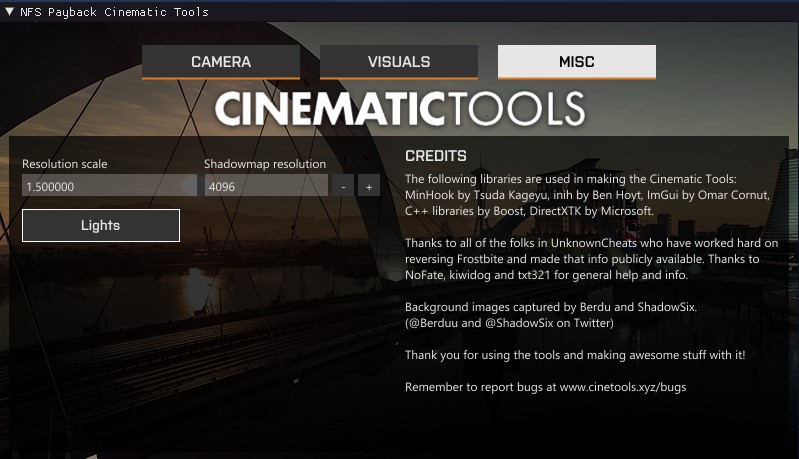 NFS Payback Cinematic Tools
CAMERA
VISUALS
MISC
CINEMATICTOOLS
Resolution scale
Shadowmap resolution
1.500000
4096
-
+
Lights
CREDITS
The following libraries are used in making the Cinematic Tools:
MinHook by Tsuda Kageyu, inih by Ben Hoyt, ImGui by Omar Cornut,
C++ libraries by Boost, DirectXTK by Microsoft.
Thanks to all of the folks in UnknownCheats who have worked hard on
reversing Frostbite and made that info publicly available. Thanks to
NoFate, kiwidog and txt321 for general help and info.
Background images captured by Berdu and ShadowSix.
(@Berduu and @ShadowSix on Twitter)
Thank you for using the tools and making awesome stuff with it!
Remember to report bugs at www.cinetools.xyz/bugs